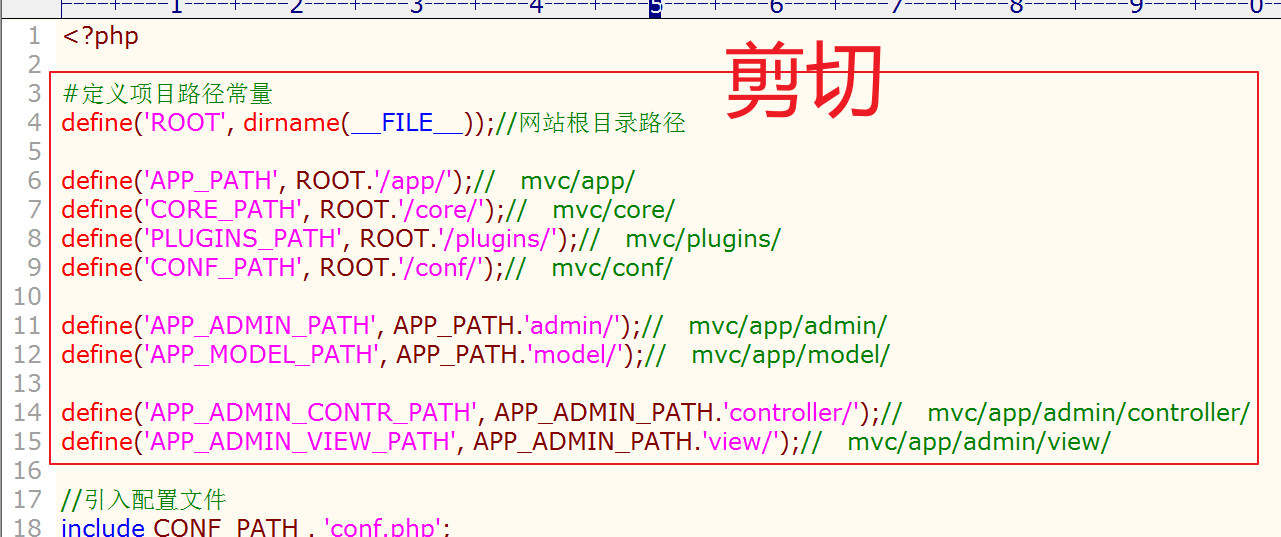 ----+----1----+----2----+----3----+----4----+----5----+----6----+----7----+----8----+----9----+----0
剪切
1 <?php
2
3 #定义项目路径常量
4 define('ROOT', dirname(__FILE__));//网站根目录路径
5
6 define('APP_PATH', ROOT.'/app/');//   mvc/app/
7 define('CORE_PATH', ROOT.'/core/');//   mvc/core/
8 define('PLUGINS_PATH', ROOT.'/plugins/');//   mvc/plugins/
9 define('CONF_PATH', ROOT.'/conf/');//   mvc/conf/
10
11 define('APP_ADMIN_PATH', APP_PATH.'admin/');//   mvc/app/admin/
12 define('APP_MODEL_PATH', APP_PATH.'model/');//   mvc/app/model/
13
14 define('APP_ADMIN_CONTR_PATH', APP_ADMIN_PATH.'controller/');//   mvc/app/admin/controller/
15 define('APP_ADMIN_VIEW_PATH', APP_ADMIN_PATH.'view/');//   mvc/app/admin/view/
16
17 //引入配置文件
18 include CONF_PATH . 'conf.php';